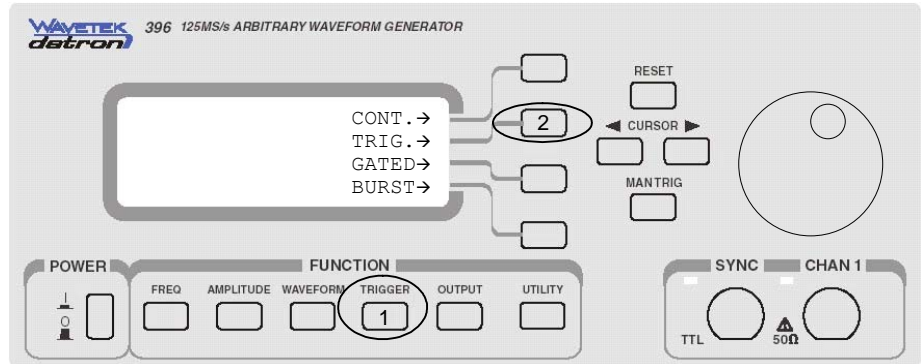 WAVETEK 396 125MS/s ARBITRARY WAVEFORM GENERATOR
datron
RESET
CONT.→
2
◀ CURSOR ▶
TRIG.→
GATED→
BURST→
MAN TRIG
POWER
FUNCTION
SYNC
CHAN 1
FREQ
AMPLITUDE
WAVEFORM
TRIGGER
OUTPUT
UTILITY
1
I
O
TTL
50Ω